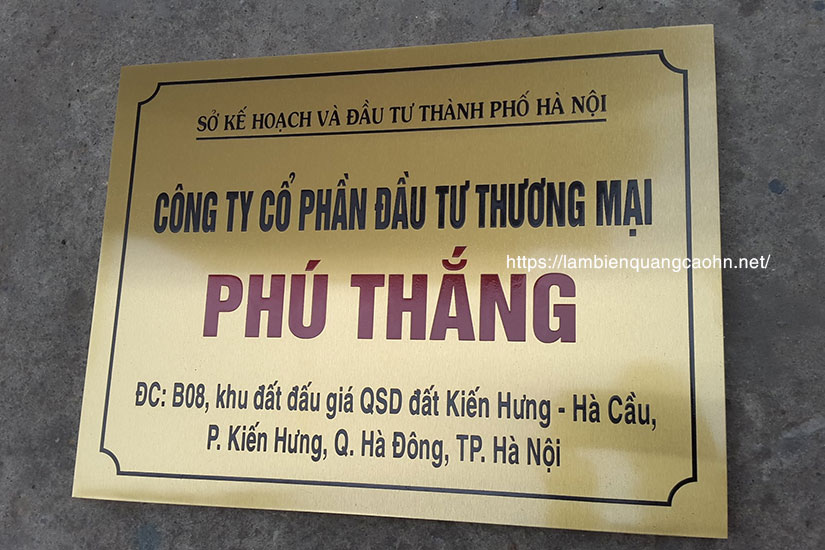 SỞ KẾ HOẠCH VÀ ĐẦU TƯ THÀNH PHỐ HÀ NỘI
CÔNG TY CỔ PHẦN ĐẦU TƯ THƯƠNG MẠI
https://lambienquangcaohn.net/
PHÚ THẮNG
ĐC: B08, khu đất đấu giá QSD đất Kiến Hưng - Hà Cầu,
P. Kiến Hưng, Q. Hà Đông, TP. Hà Nội